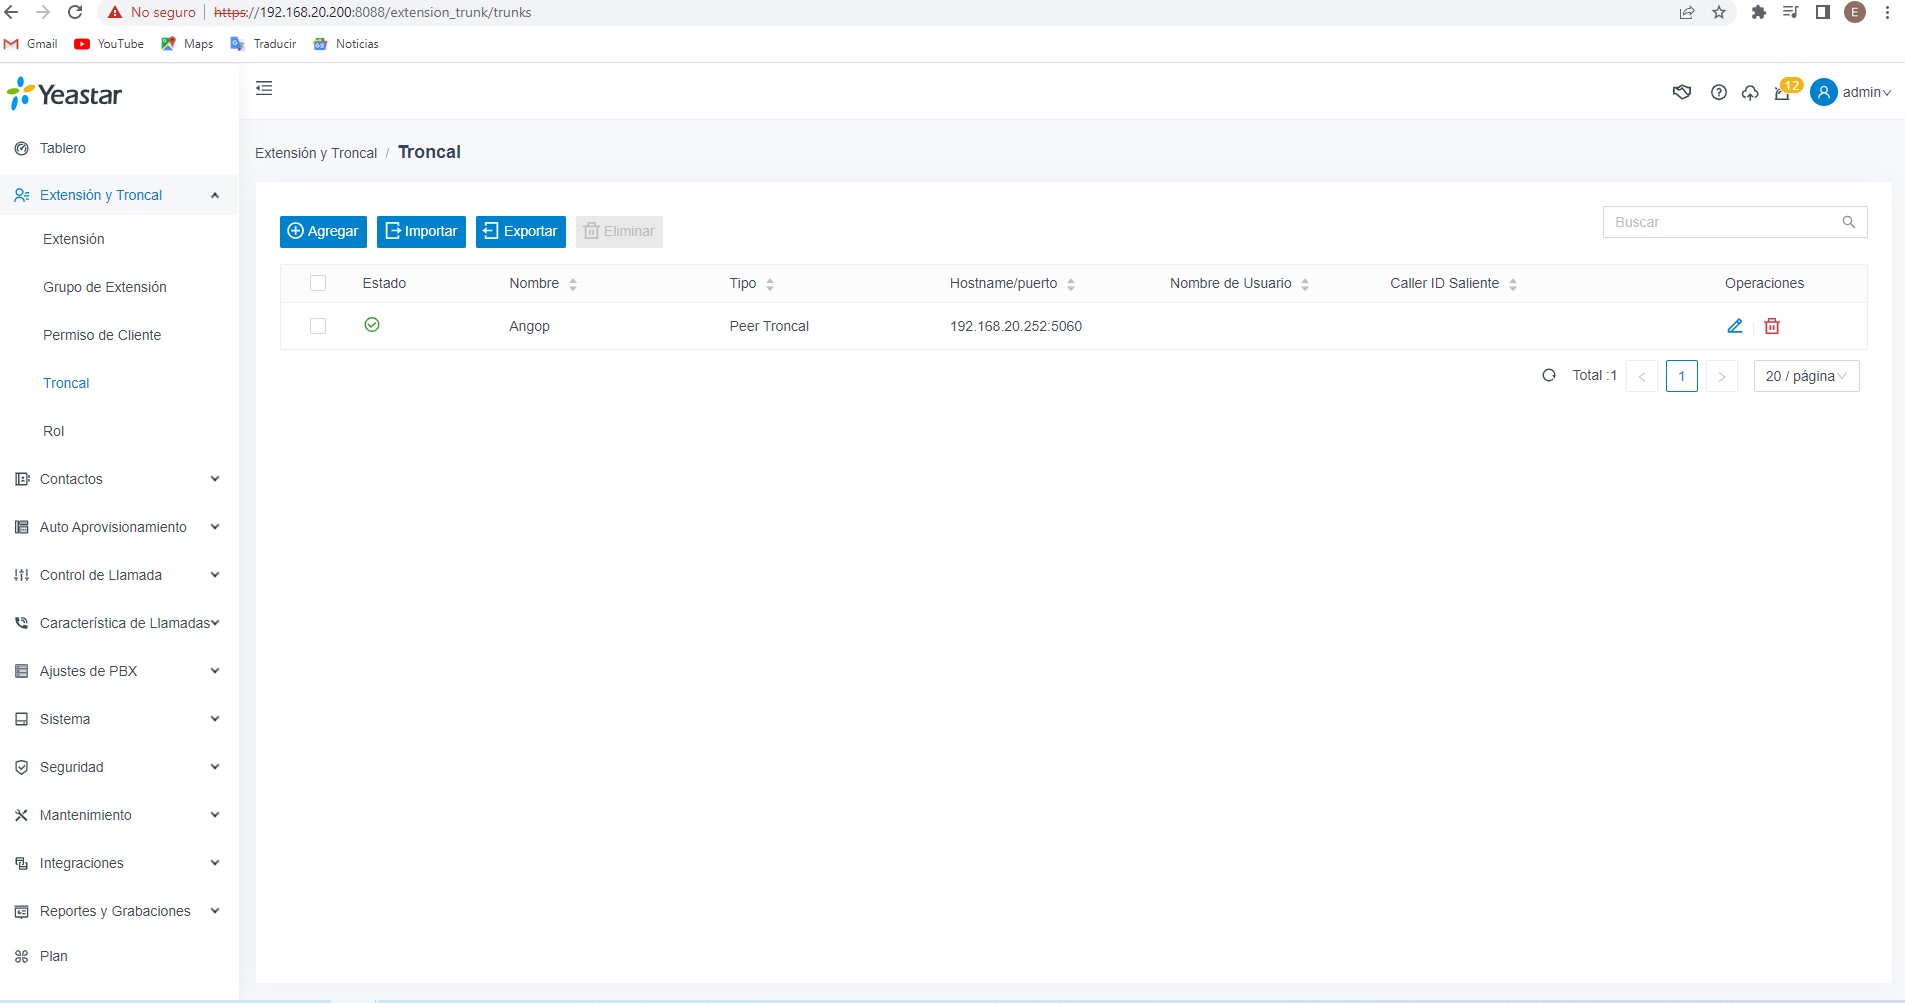 No seguro https://192.168.20.200:8088/extension_trunk/trunks E
Gmail YouTube Maps Traducir Noticias
Yeastar
12 admin
Tablero
Extensión y Troncal
Extensión
Grupo de Extensión
Permiso de Cliente
Troncal
Rol
Contactos
Auto Aprovisionamiento
Control de Llamada
Característica de Llamadas
Ajustes de PBX
Sistema
Seguridad
Mantenimiento
Integraciones
Reportes y Grabaciones
Plan
Extensión y Troncal / Troncal
Agregar Importar Exportar Eliminar Buscar
Estado Nombre Tipo Hostname/puerto Nombre de Usuario Caller ID Saliente Operaciones
Angop Peer Troncal 192.168.20.252:5060
Total :1 < 1 > 20 / página